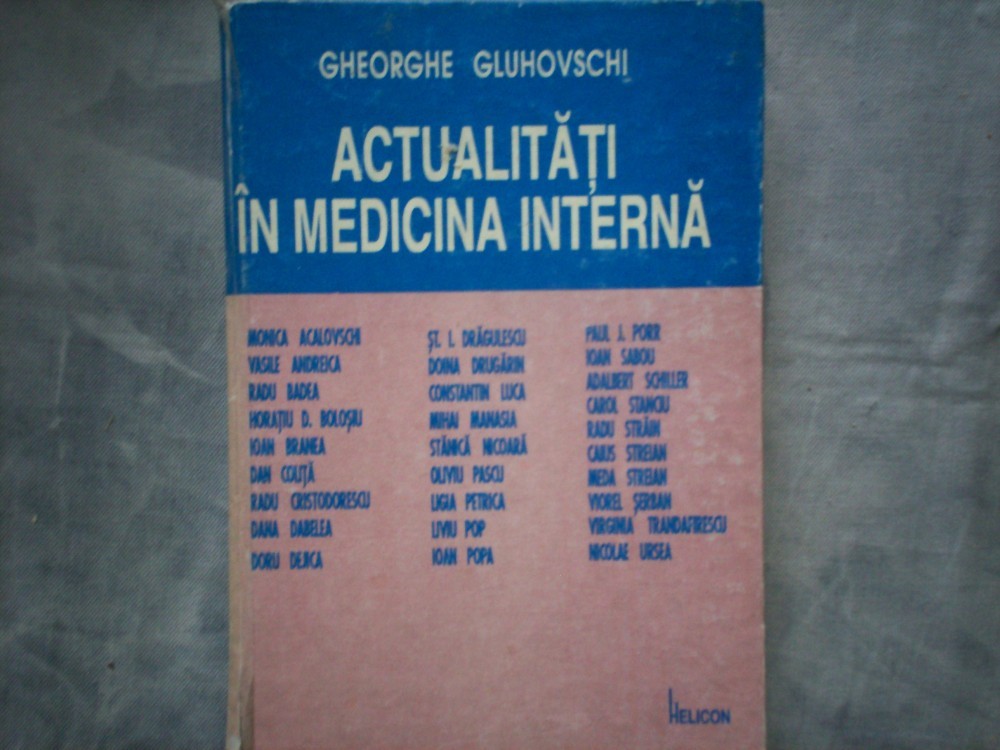 GHEORGHE GLUHOVSCHI
ACTUALITĂȚI
ÎN MEDICINA INTERNĂ
MONICA ACALOVSCHI
VASILE ANDREICA
RADU BADEA
HORAȚIU D. BOLOȘIU
IOAN BRANEA
DAN COLIȚĂ
RADU CRISTODORESCU
DANA DABELEA
DORU DEJICA
ȘT. I. DRĂGULESCU
DOINA DRUGĂRIN
CONSTANTIN LUCA
MIHAI MANASIA
STĂNICĂ NICOARĂ
OLIVIU PASCU
LIGIA PETRICA
LIVIU POP
IOAN POPA
PAUL J. PORR
IOAN SABOU
ADALBERT SCHILLER
CAROL STANCIU
RADU STRĂIN
CAIUS STREIAN
MEDA STREIAN
VIOREL ȘERBAN
VIRGINIA TRANDAFIRESCU
NICOLAE URSEA
HELICON